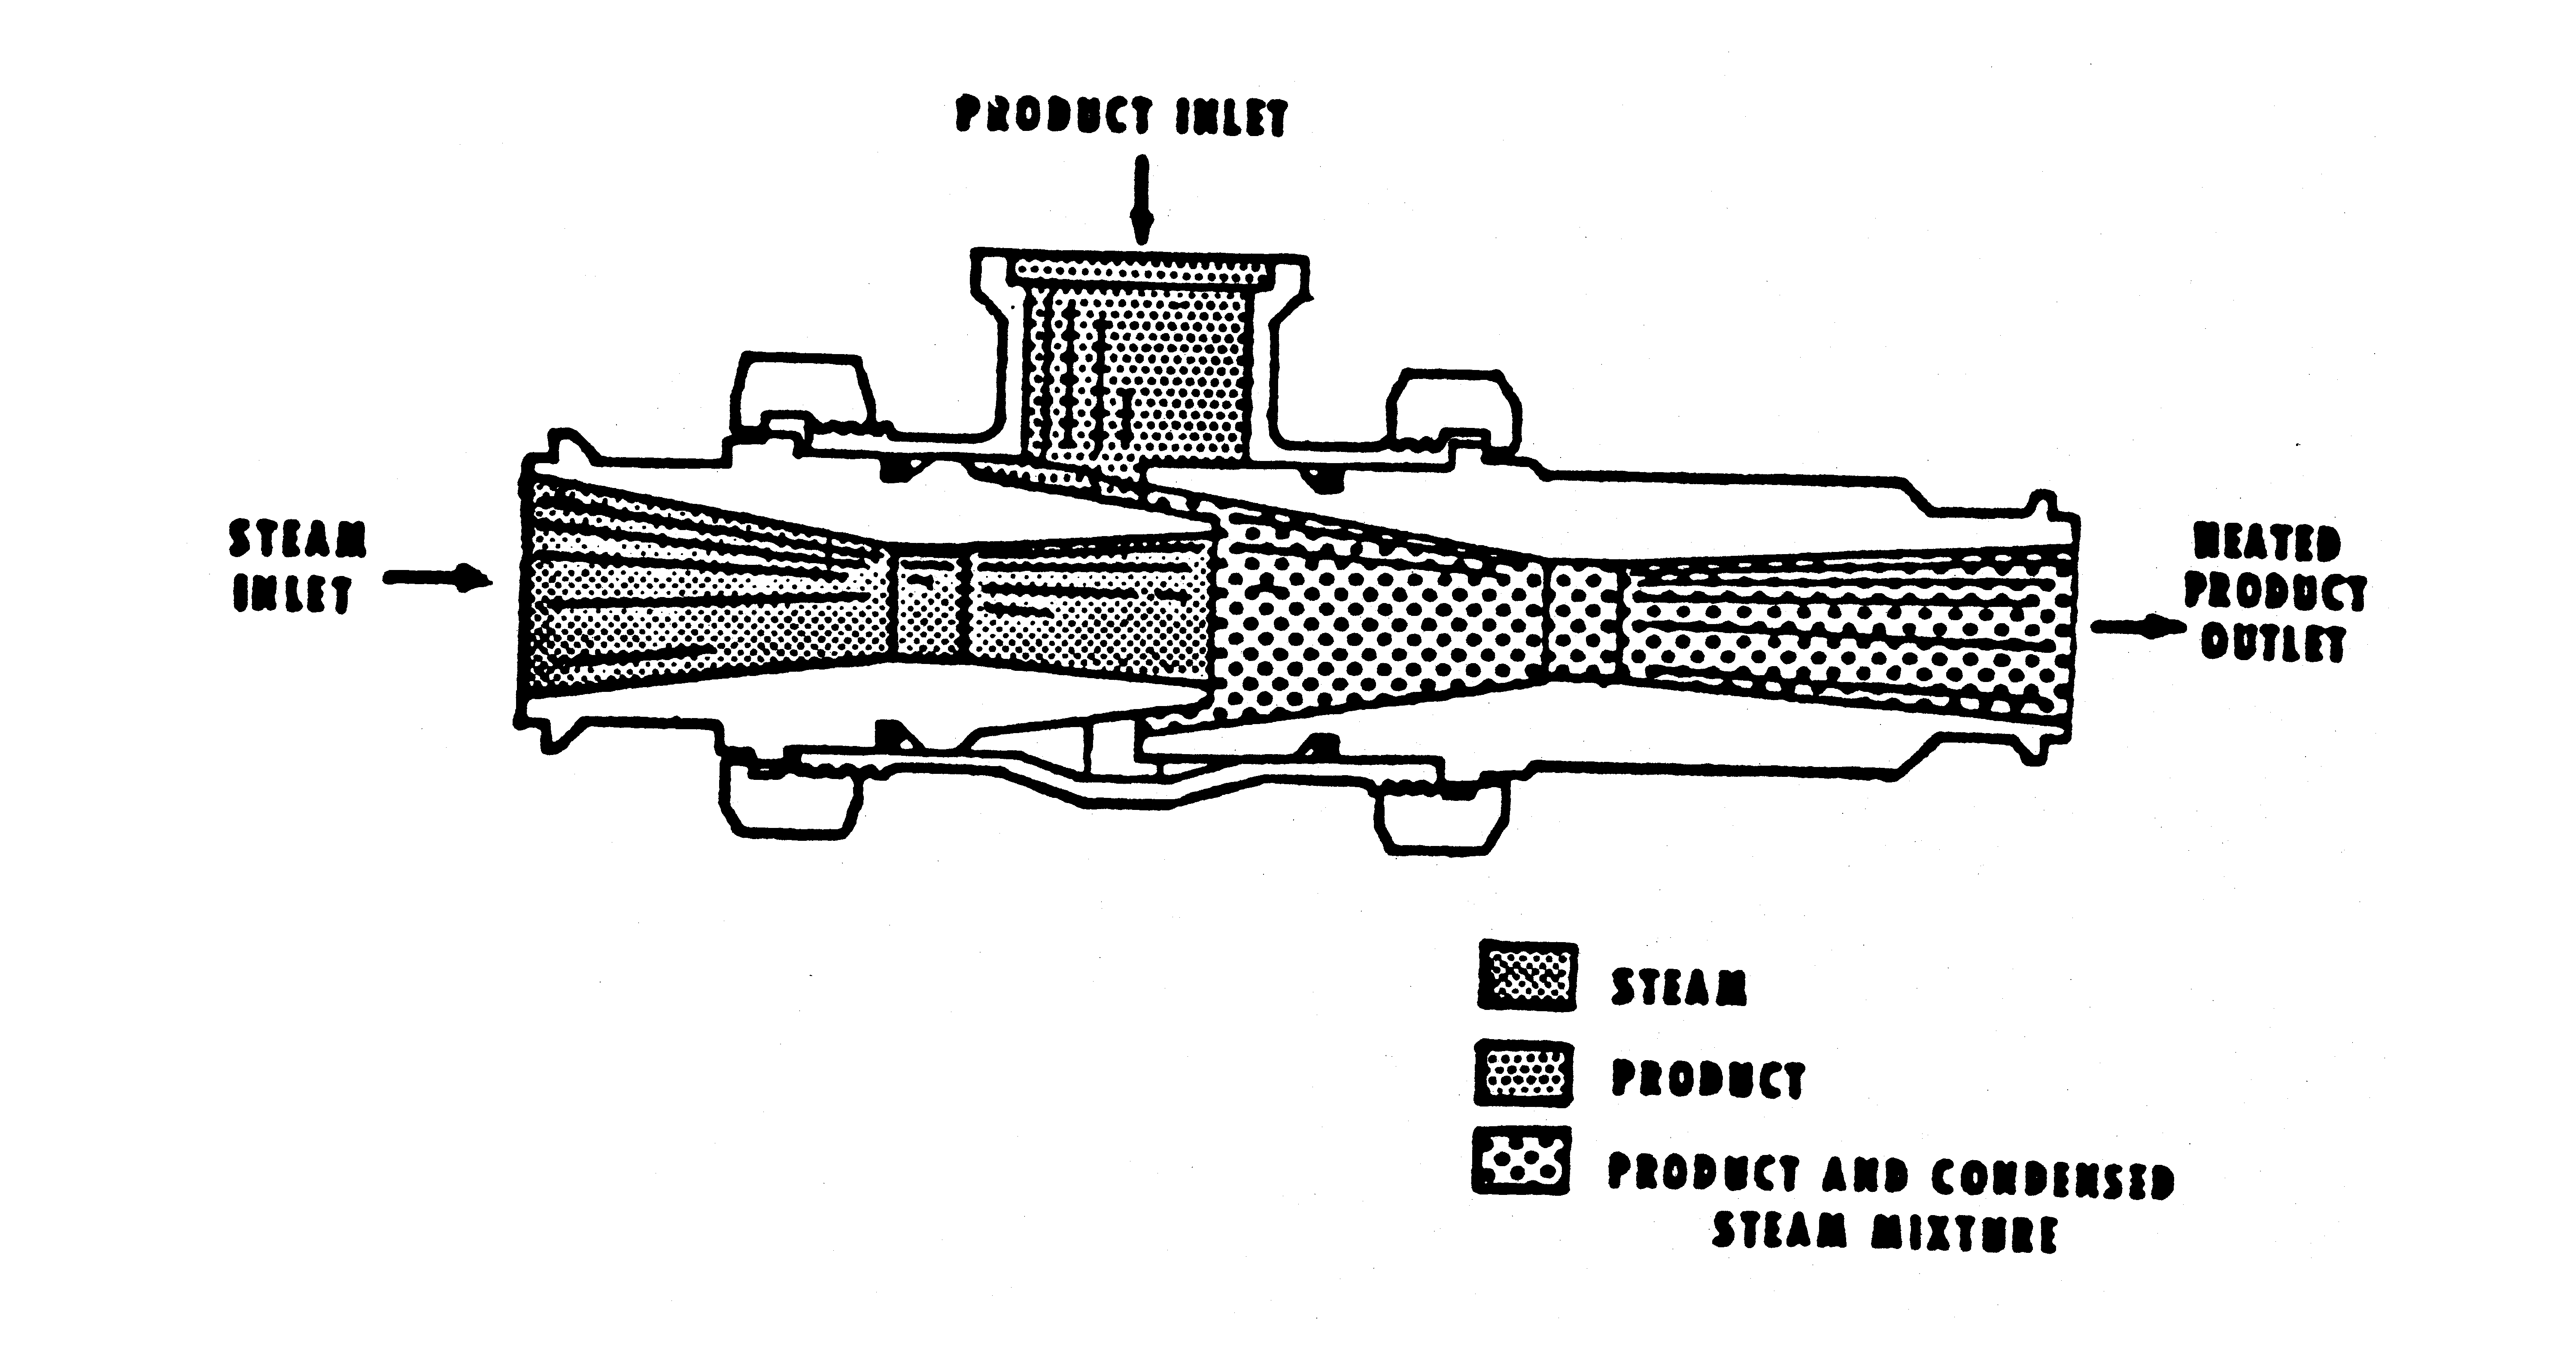 PRODUCT INLET
STEAM
INLET
HEATED
PRODUCT
OUTLET
STEAM
PRODUCT
PRODUCT AND CONDENSED
STEAM MIXTURE